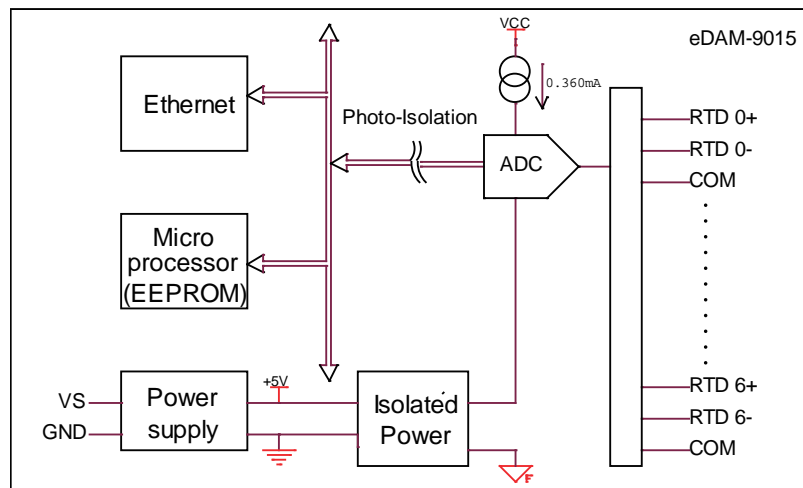 VCC
eDAM-9015
0.360mA
Ethernet
Photo-Isolation
ADC
RTD 0+
RTD 0-
COM
Micro
processor
(EEPROM)
+5V
VS
GND
Power
supply
Isolated
Power
F
RTD 6+
RTD 6-
COM